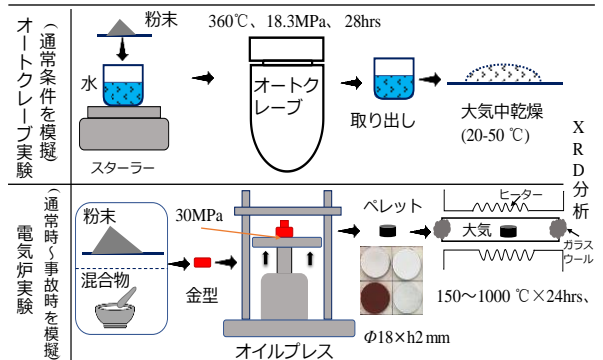 オートクレーブ実験
(通常条件を模擬)
粉末
水
スターラー
360℃、18.3MPa、28hrs
オートク
レーブ
取り出し
大気中乾燥
(20-50 ℃)
XRD分析
電気炉実験
(通常時～事故時を模擬)
粉末
混合物
金型
30MPa
オイルプレス
ペレット
Φ18×h2 mm
ヒーター
大気
ガラス
ウール
150～1000 ℃×24hrs、